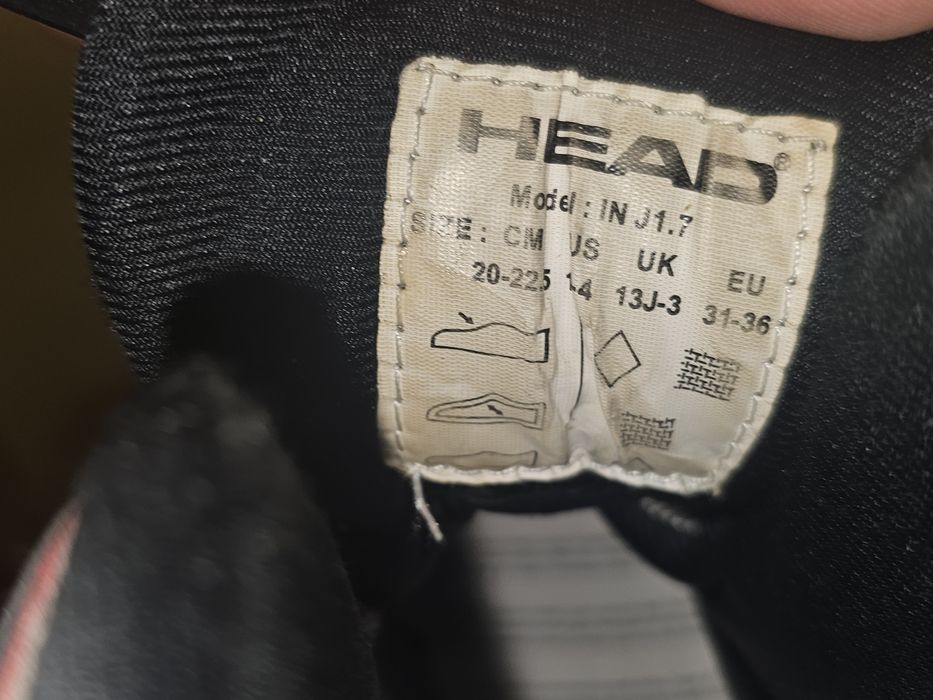 HEAD®
Model : IN J1.7
SIZE : CM US UK EU
20-225 1-4 13J-3 31-36